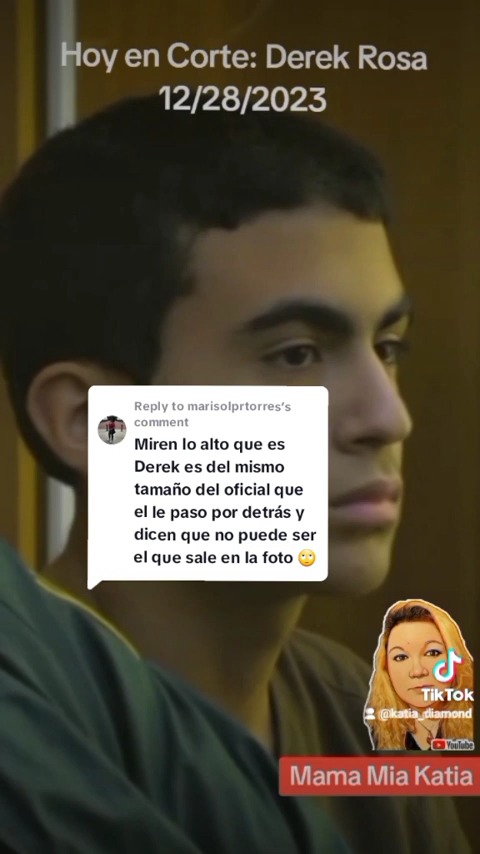 Hoy en Corte: Derek Rosa
12/28/2023
Reply to marisolprtorres's
comment
Miren lo alto que es
Derek es del mismo
tamaño del oficial que
el le paso por detrás y
dicen que no puede ser
el que sale en la foto 🙄
TikTok
@katia_diamond
YouTube
Mama Mia Katia